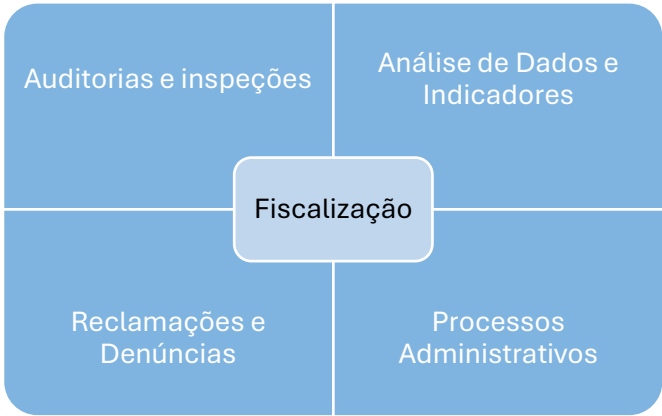 Auditorias e inspeções
Análise de Dados e
Indicadores
Fiscalização
Reclamações e
Denúncias
Processos
Administrativos